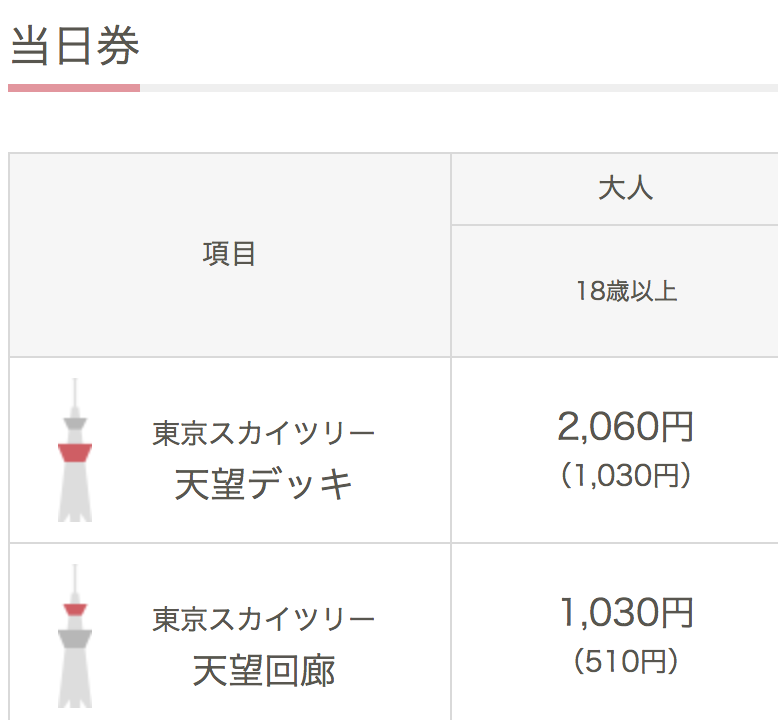 当日券
項目
大人
18歳以上
東京スカイツリー
天望デッキ
2,060円
（1,030円）
東京スカイツリー
天望回廊
1,030円
（510円）